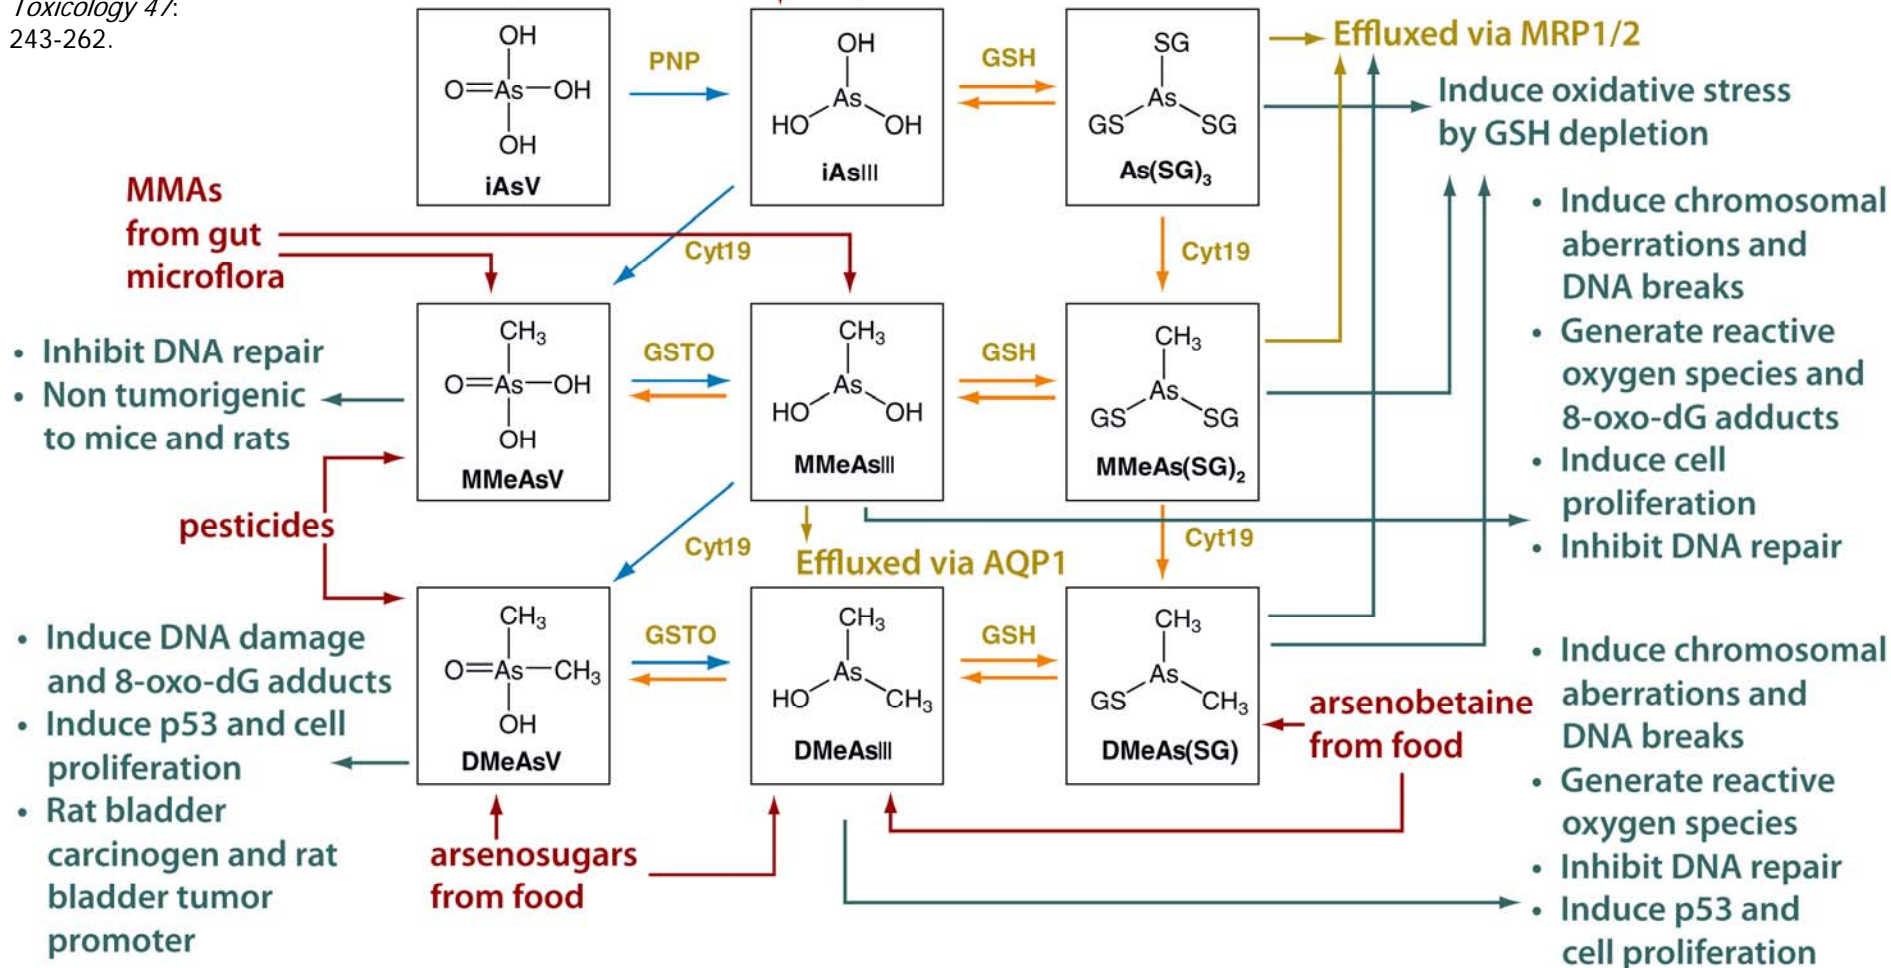 Toxicology 47:
243-262.
OH
O=As–OH
OH
iAsV
PNP
OH
As
HO OH
iAsIII
GSH
SG
As
GS SG
As(SG)3
Effluxed via MRP1/2
Induce oxidative stress
by GSH depletion
MMAs
from gut
microflora
Cyt19
Cyt19
• Induce chromosomal
aberrations and
DNA breaks
• Generate reactive
oxygen species and
8-oxo-dG adducts
• Induce cell
proliferation
• Inhibit DNA repair
• Inhibit DNA repair
• Non tumorigenic
to mice and rats
CH3
O=As–OH
OH
MMeAsV
GSTO
CH3
As
HO OH
MMeAsIII
GSH
CH3
As
GS SG
MMeAs(SG)2
pesticides
Cyt19
Effluxed via AQP1
Cyt19
• Induce DNA damage
and 8-oxo-dG adducts
• Induce p53 and cell
proliferation
• Rat bladder
carcinogen and rat
bladder tumor
promoter
CH3
O=As–CH3
OH
DMeAsV
GSTO
CH3
As
HO CH3
DMeAsIII
GSH
CH3
As
GS CH3
DMeAs(SG)
arsenobetaine
from food
• Induce chromosomal
aberrations and
DNA breaks
• Generate reactive
oxygen species
• Inhibit DNA repair
• Induce p53 and
cell proliferation
arsenosugars
from food